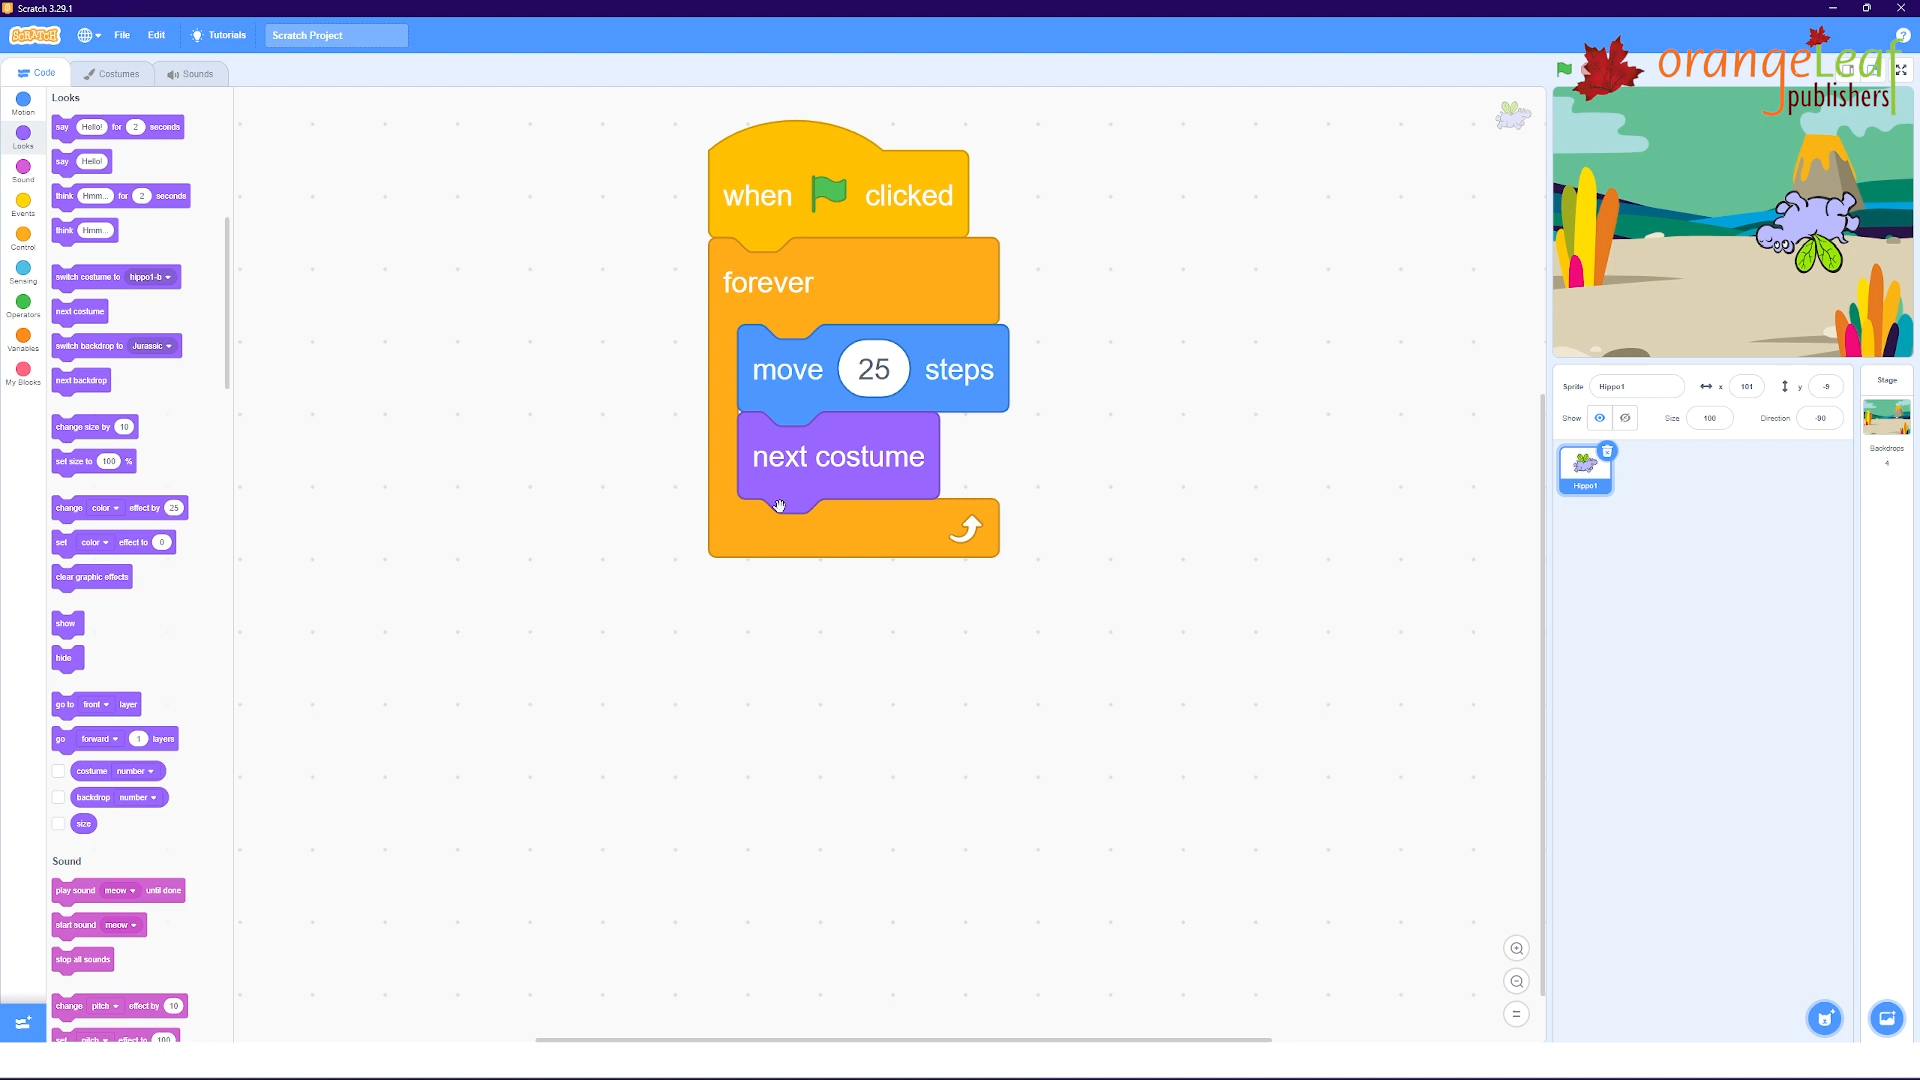 Scratch 3.29.1
SCRATCH File Edit Tutorials Scratch Project
orangeLeaf
publishers
Code Costumes Sounds
Motion
Looks
Sound
Events
Control
Sensing
Operators
Variables
My Blocks
Looks
say Hello! for 2 seconds
say Hello!
think Hmm... for 2 seconds
think Hmm...
switch costume to hippo1-b
next costume
switch backdrop to Jurassic
next backdrop
change size by 10
set size to 100 %
change color effect by 25
set color effect to 0
clear graphic effects
show
hide
go to front layer
go forward 1 layers
costume number
backdrop number
size
Sound
play sound meow until done
start sound meow
stop all sounds
change pitch effect by 10
set pitch effect to 100
when clicked
forever
move 25 steps
next costume
Sprite Hippo1 x 101 y -9
Show Size 100 Direction -90
Hippo1
Stage
Backdrops
4